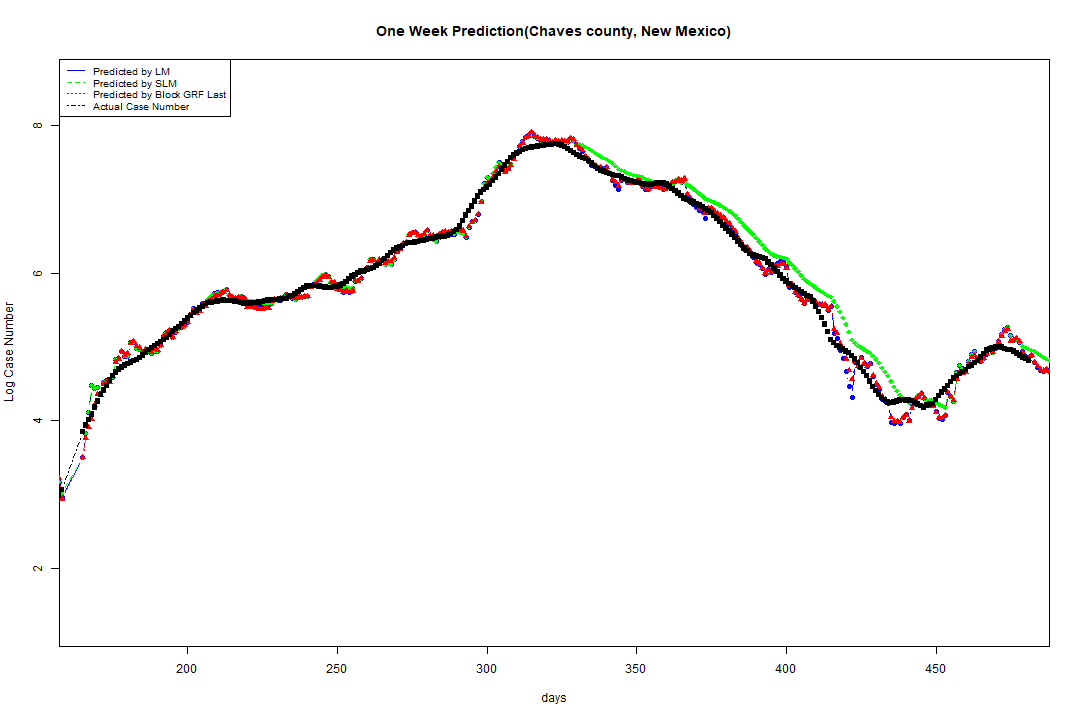 One Week Prediction(Chaves county, New Mexico)
Predicted by LM
Predicted by SLM
Predicted by Block GRF Last
Actual Case Number
8
6
4
2
Log Case Number
200 250 300 350 400 450
days